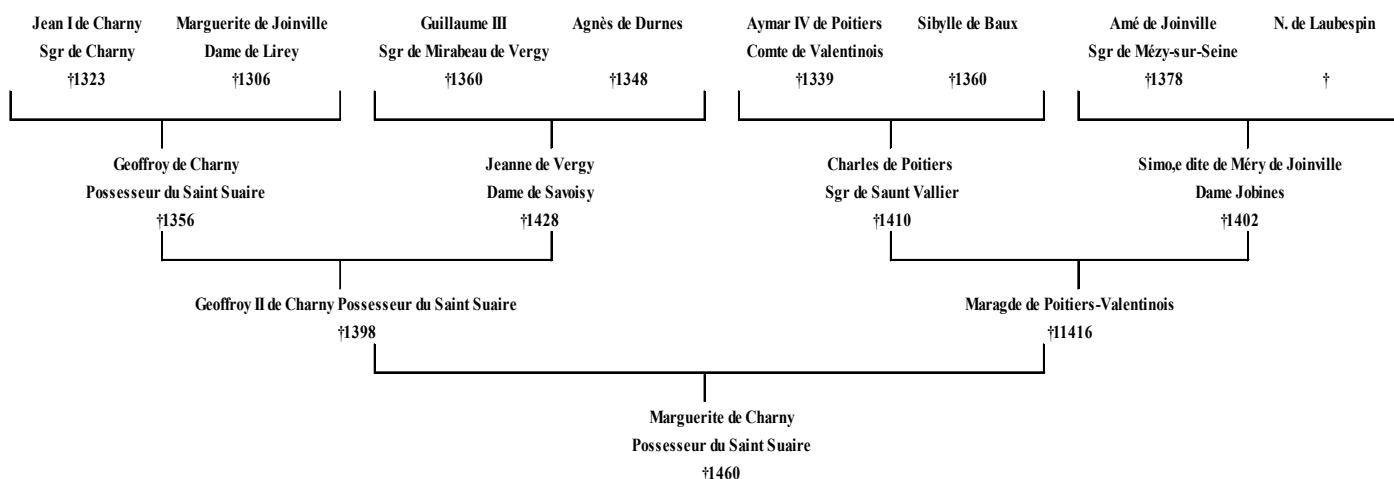 Jean I de Charny
Sgr de Charny
†1323
Marguerite de Joinville
Dame de Lirey
†1306
Guillaume III
Sgr de Mirabeau de Vergy
†1360
Agnès de Durnes
†1348
Aymar IV de Poitiers
Comte de Valentinois
†1339
Sibylle de Baux
†1360
Amé de Joinville
Sgr de Mézy-sur-Seine
†1378
N. de Laubespin
†
Geoffroy de Charny
Possesseur du Saint Suaire
†1356
Jeanne de Vergy
Dame de Savoisy
†1428
Charles de Poitiers
Sgr de Saunt Vallier
†1410
Simo,e dite de Méry de Joinville
Dame Jobines
†1402
Geoffroy II de Charny Possesseur du Saint Suaire
†1398
Maragde de Poitiers-Valentinois
†11416
Marguerite de Charny
Possesseur du Saint Suaire
†1460